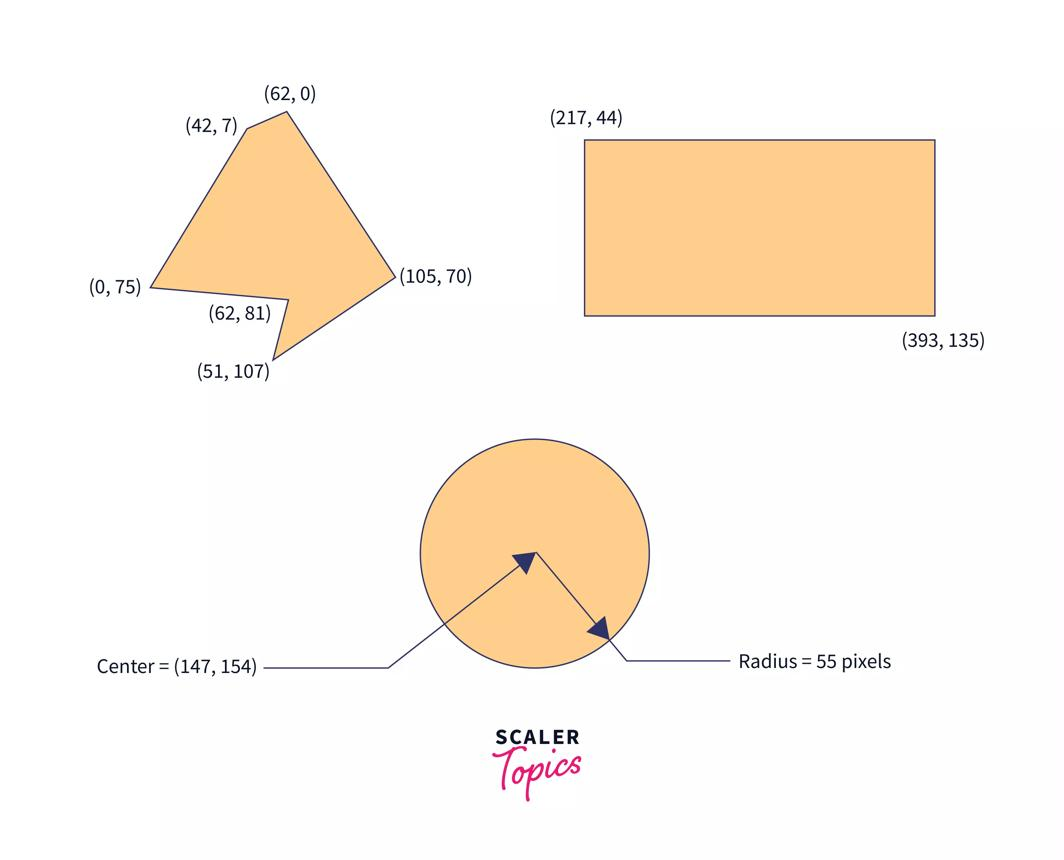 (62, 0)
(42, 7)
(217, 44)
(0, 75)
(105, 70)
(62, 81)
(51, 107)
(393, 135)
Center = (147, 154)
Radius = 55 pixels
SCALER
Topics